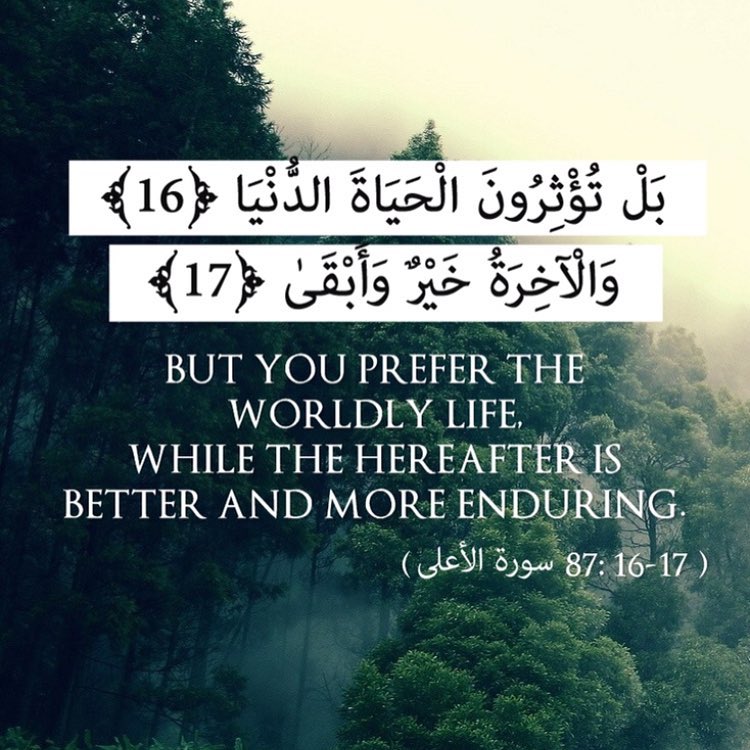 بَلْ تُؤْثِرُونَ الْحَيَاةَ الدُّنْيَا ﴿16﴾
وَالْآخِرَةُ خَيْرٌ وَأَبْقَىٰ ﴿17﴾
BUT YOU PREFER THE
WORLDLY LIFE,
WHILE THE HEREAFTER IS
BETTER AND MORE ENDURING.
( سورة الأعلى 87: 16-17 )